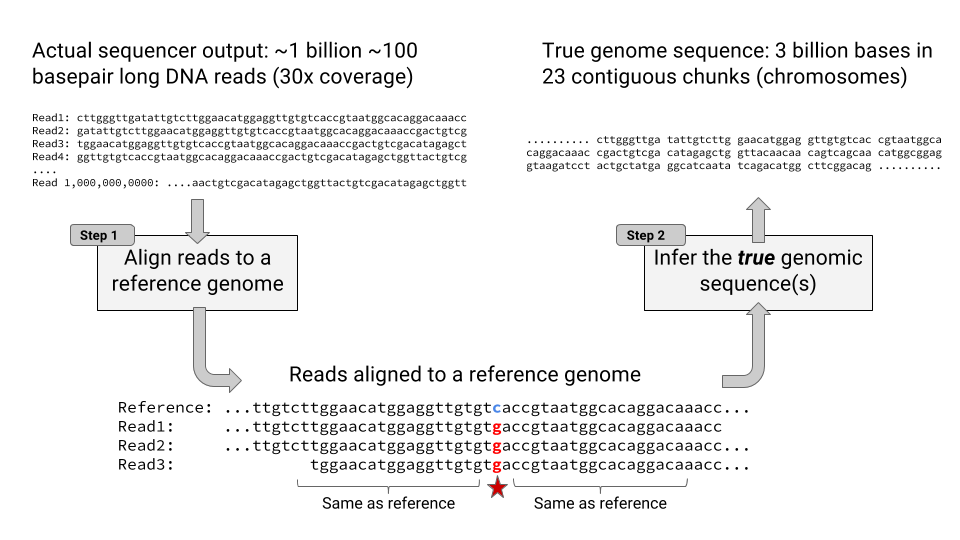 Actual sequencer output: ~1 billion ~100
basepair long DNA reads (30x coverage)
True genome sequence: 3 billion bases in
23 contiguous chunks (chromosomes)
Read1: cttgggttgatattgtcttggaacatggaggttgtgtcaccgtaatggcacaggacaaacc
Read2: gatattgtcttggaacatggaggttgtgtcaccgtaatggcacaggacaaaccgactgtcg
Read3: tggaacatggaggttgtgtcaccgtaatggcacaggacaaaccgactgtcgacatagagct
Read4: ggttgtgtcaccgtaatggcacaggacaaaccgactgtcgacatagagctggttactgtcg
....
Read 1,000,000,0000: ....aactgtcgacatagagctggttactgtcgacatagagctggtt
.......... cttgggttga tattgtcttg gaacatggag gttgtgtcac cgtaatggca
caggacaaac cgactgtcga catagagctg gttacaacaa cagtcagcaa catggcggag
gtaagatcct actgctatga ggcatcaata tcagacatgg cttcggacag ..........
Step 1
Align reads to a
reference genome
Step 2
Infer the true genomic
sequence(s)
Reads aligned to a reference genome
Reference: ...ttgtcttggaacatggaggttgtgtcaccgtaatggcacaggacaaacc...
Read1: ...ttgtcttggaacatggaggttgtgtgaccgtaatggcacaggacaaacc
Read2: ...ttgtcttggaacatggaggttgtgtgaccgtaatggcacaggacaaacc...
Read3: tggaacatggaggttgtgtgaccgtaatggcacaggacaaacc...
Same as reference
Same as reference